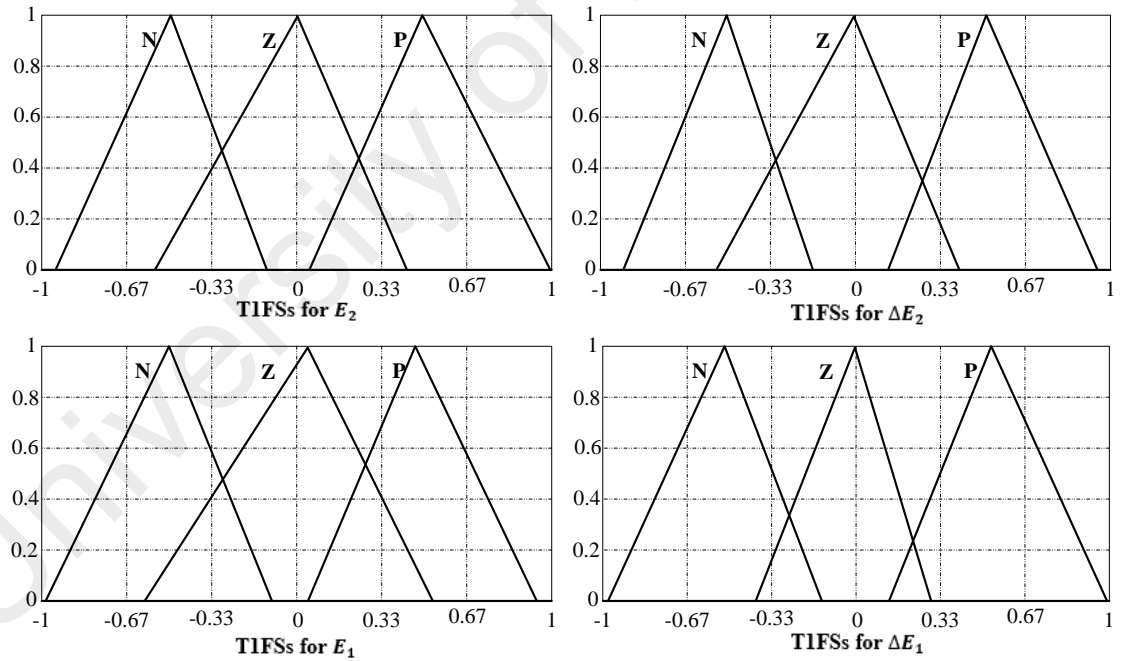 1 N Z P 1 N Z P
0.8 0.8
0.6 0.6
0.4 0.4
0.2 0.2
0 0
-1 -0.67 -0.33 0 0.33 0.67 1 -1 -0.67 -0.33 0 0.33 0.67 1
T1FSs for E₂ T1FSs for ΔE₂
1 N Z P 1 N Z P
0.8 0.8
0.6 0.6
0.4 0.4
0.2 0.2
0 0
-1 -0.67 -0.33 0 0.33 0.67 1 -1 -0.67 -0.33 0 0.33 0.67 1
T1FSs for E₁ T1FSs for ΔE₁
University of